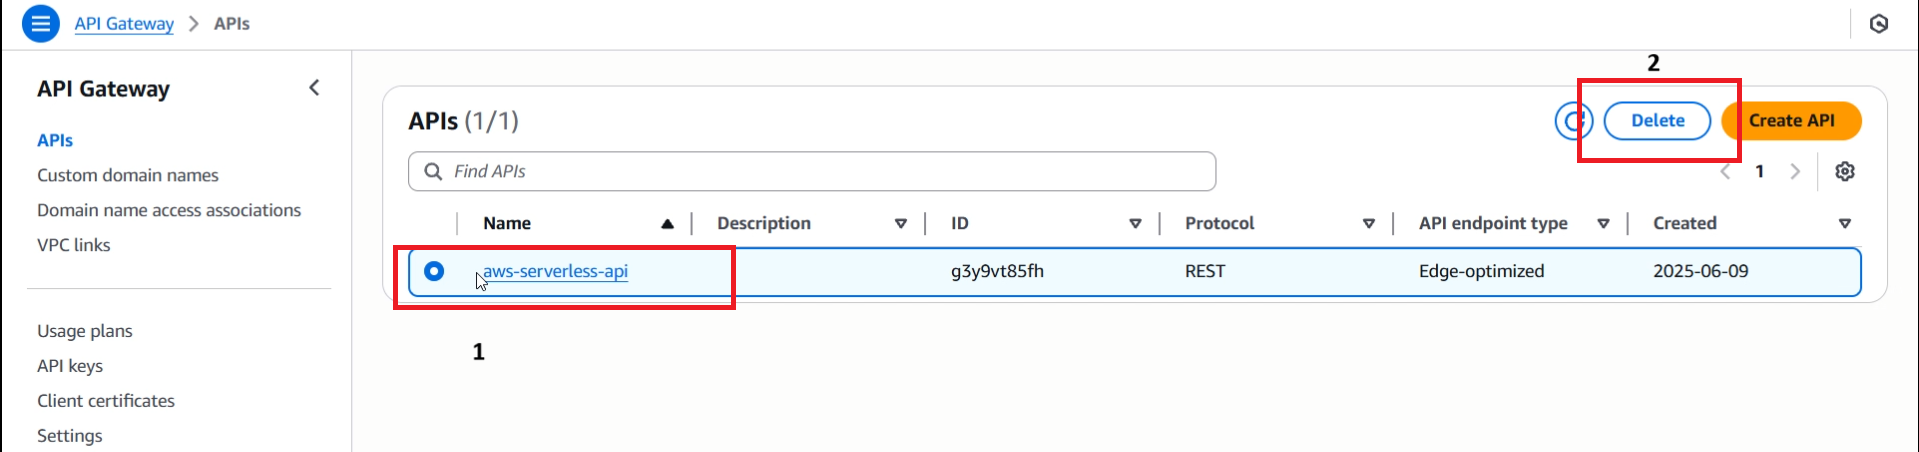 API Gateway > APIs
2
API Gateway
APIs
Custom domain names
Domain name access associations
VPC links
Usage plans
API keys
Client certificates
Settings
APIs (1/1)
Delete
Create API
Find APIs
1
Name Description ID Protocol API endpoint type Created
aws-serverless-api g3y9vt85fh REST Edge-optimized 2025-06-09
1